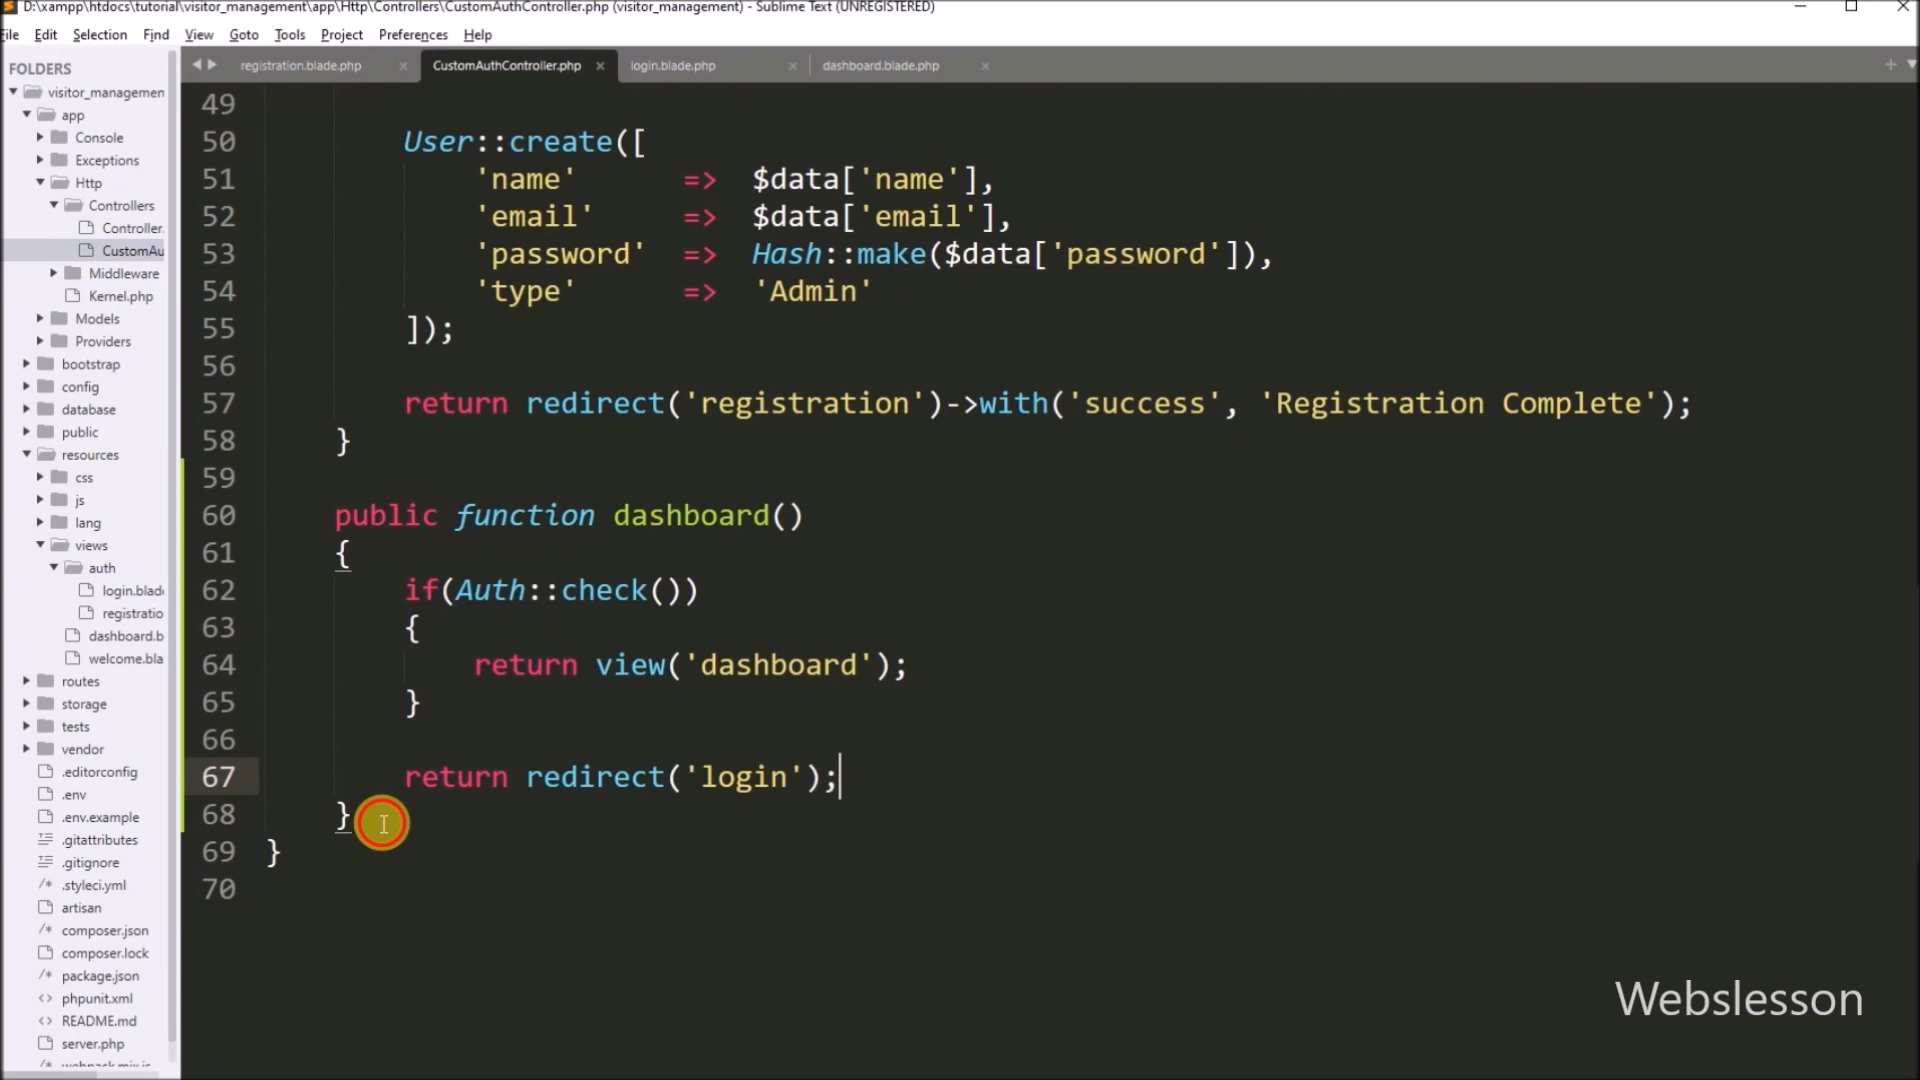 D:\xampp\htdocs\tutorial\visitor_management\app\Http\Controllers\CustomAuthController.php (visitor_management) - Sublime Text (UNREGISTERED)
ile Edit Selection Find View Goto Tools Project Preferences Help
FOLDERS
visitor_managemen
app
Console
Exceptions
Http
Controllers
Controller.
CustomAu
Middleware
Kernel.php
Models
Providers
bootstrap
config
database
public
resources
css
js
lang
views
auth
login.blad
registratio
dashboard.b
welcome.bla
routes
storage
tests
vendor
.editorconfig
.env
.env.example
.gitattributes
.gitignore
/* .styleci.yml
artisan
/* composer.json
composer.lock
/* package.json
<> phpunit.xml
<> README.md
server.php
/* webpack.mix.js
registration.blade.php × CustomAuthController.php × login.blade.php × dashboard.blade.php ×
49
50 User::create([
51 'name' => $data['name'],
52 'email' => $data['email'],
53 'password' => Hash::make($data['password']),
54 'type' => 'Admin'
55 ]);
56
57 return redirect('registration')->with('success', 'Registration Complete');
58 }
59
60 public function dashboard()
61 {
62 if(Auth::check())
63 {
64 return view('dashboard');
65 }
66
67 return redirect('login');
68 }
69 }
70
Webslesson